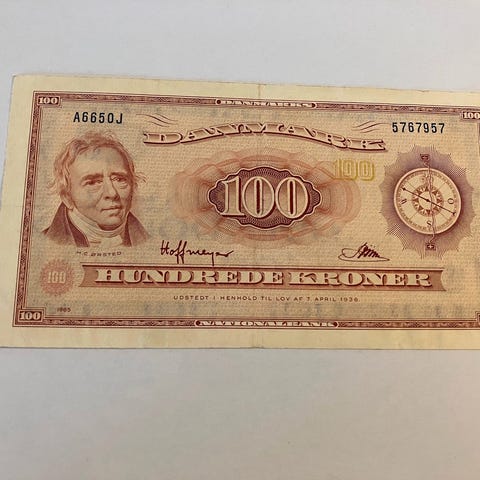 100 DANMARKS 100
A6650J 5767957
DANMARK
100
100
H.C. ØRSTED
Hoffmeyer
100
HUNDREDE KRONER
UDSTEDT I HENHOLD TIL LOV AF 7. APRIL 1936
1965
100 NATIONALBANK